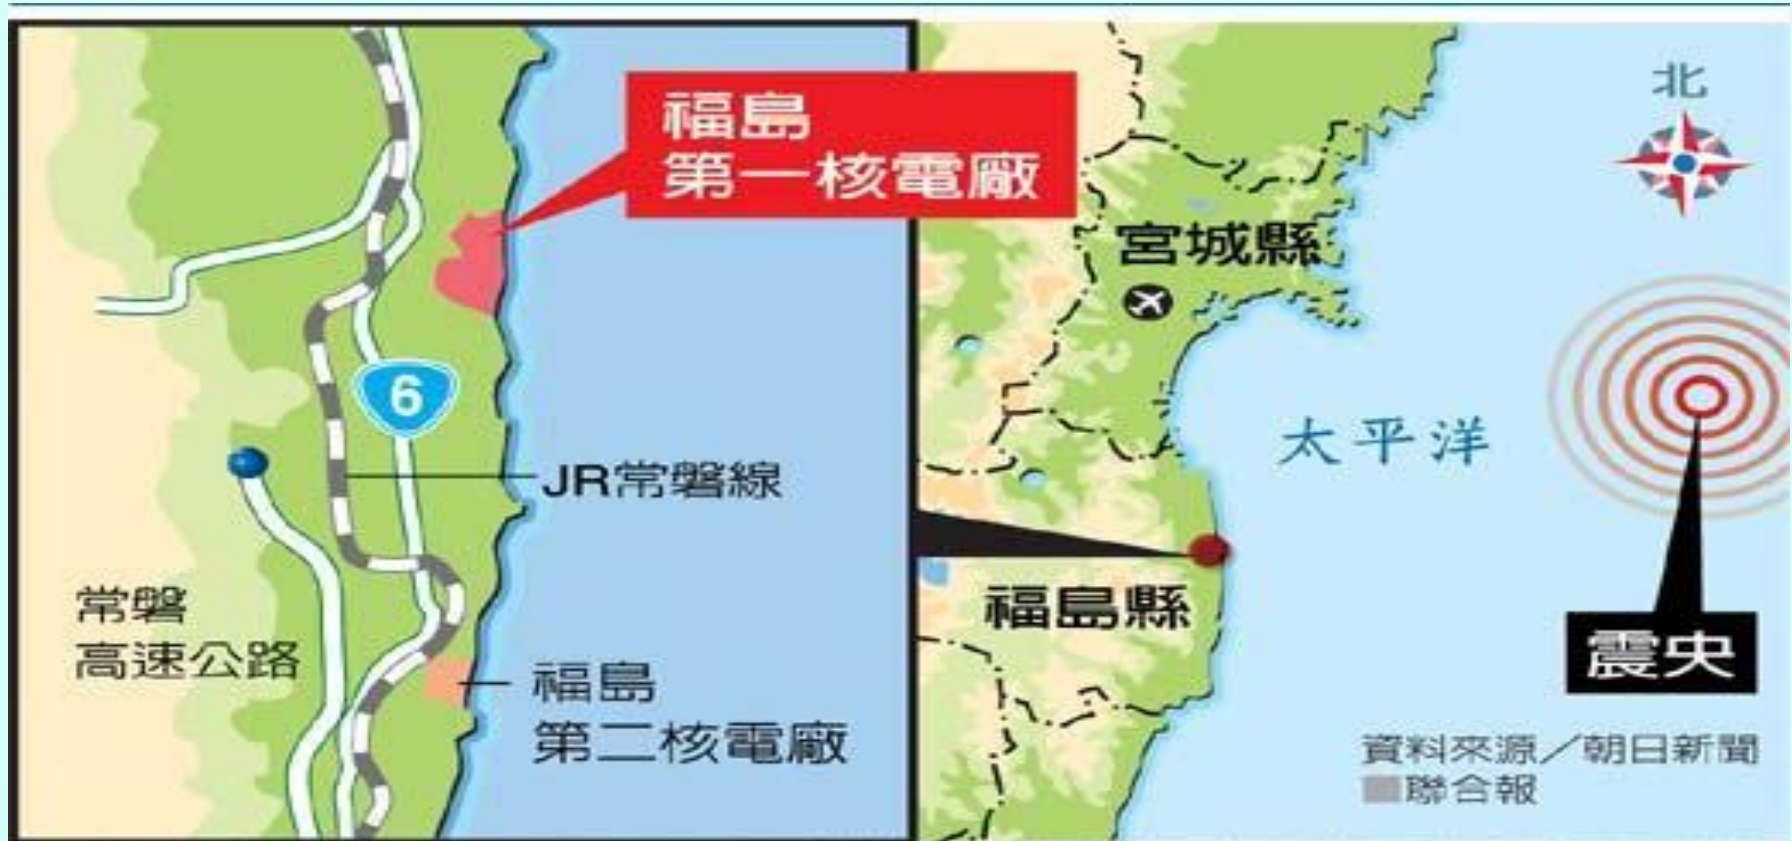 福島
第一核電廠
6
JR常磐線
常磐
高速公路
福島
第二核電廠
北
宮城縣
太平洋
福島縣
震央
資料來源／朝日新聞
聯合報